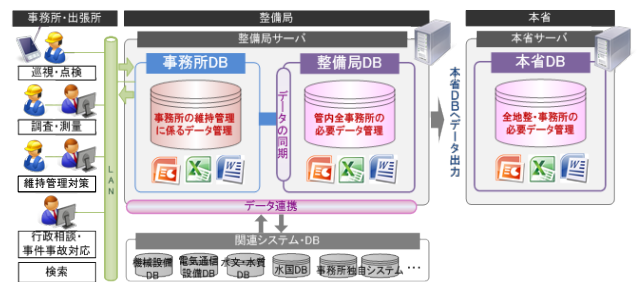 事務所・出張所
巡視・点検
調査・測量
維持管理対策
行政相談・
事件事故対応
検索
LAN
整備局
整備局サーバ
事務所DB
事務所の維持管理
に係るデータ管理
データの同期
整備局DB
管内全事務所の
必要データ管理
データ連携
関連システム・DB
機械設備
DB
電気通信
設備DB
水文・水質
DB
水国DB
事務所独自システム
…
本省DBへデータ出力
本省
本省サーバ
本省DB
全地整・事務所の
必要データ管理